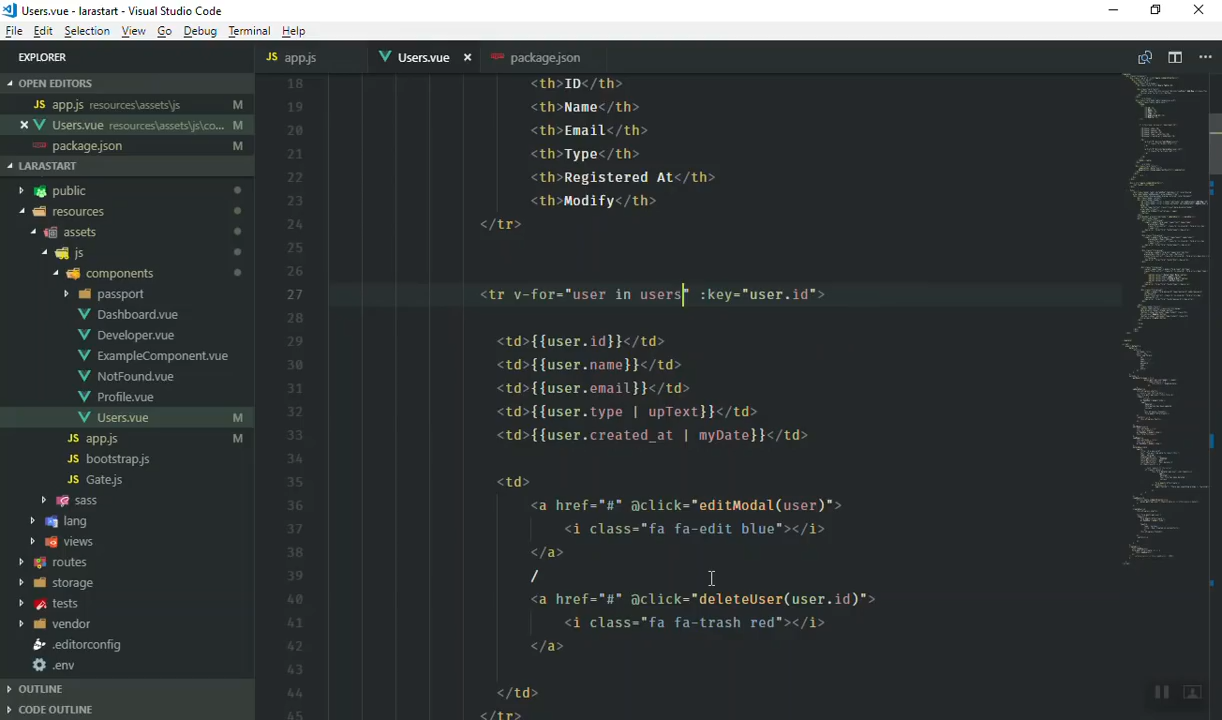 Users.vue - larastart - Visual Studio Code
File Edit Selection View Go Debug Terminal Help
EXPLORER
OPEN EDITORS
JS app.js resources\assets\js M
Users.vue resources\assets\js\co... M
package.json M
LARASTART
public
resources
assets
js
components
passport
Dashboard.vue
Developer.vue
ExampleComponent.vue
NotFound.vue
Profile.vue
Users.vue M
JS app.js M
JS bootstrap.js
JS Gate.js
sass
lang
views
routes
storage
tests
vendor
.editorconfig
.env
OUTLINE
CODE OUTLINE
JS app.js Users.vue package.json
18 <th>ID</th>
19 <th>Name</th>
20 <th>Email</th>
21 <th>Type</th>
22 <th>Registered At</th>
23 <th>Modify</th>
24 </tr>
25
26
27 <tr v-for="user in users" :key="user.id">
28
29 <td>{{user.id}}</td>
30 <td>{{user.name}}</td>
31 <td>{{user.email}}</td>
32 <td>{{user.type | upText}}</td>
33 <td>{{user.created_at | myDate}}</td>
34
35 <td>
36 <a href="#" @click="editModal(user)">
37 <i class="fa fa-edit blue"></i>
38 </a>
39 /
40 <a href="#" @click="deleteUser(user.id)">
41 <i class="fa fa-trash red"></i>
42 </a>
43
44 </td>
45 </tr>